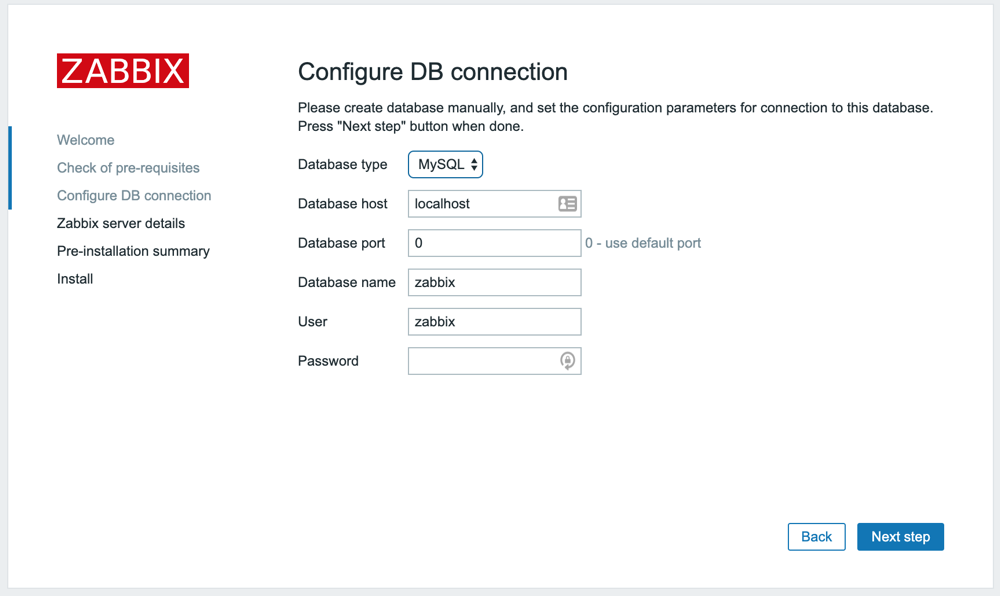 ZABBIX
Welcome
Check of pre-requisites
Configure DB connection
Zabbix server details
Pre-installation summary
Install
Configure DB connection
Please create database manually, and set the configuration parameters for connection to this database.
Press "Next step" button when done.
Database type MySQL
Database host localhost
Database port 0 0 - use default port
Database name zabbix
User zabbix
Password
Back Next step